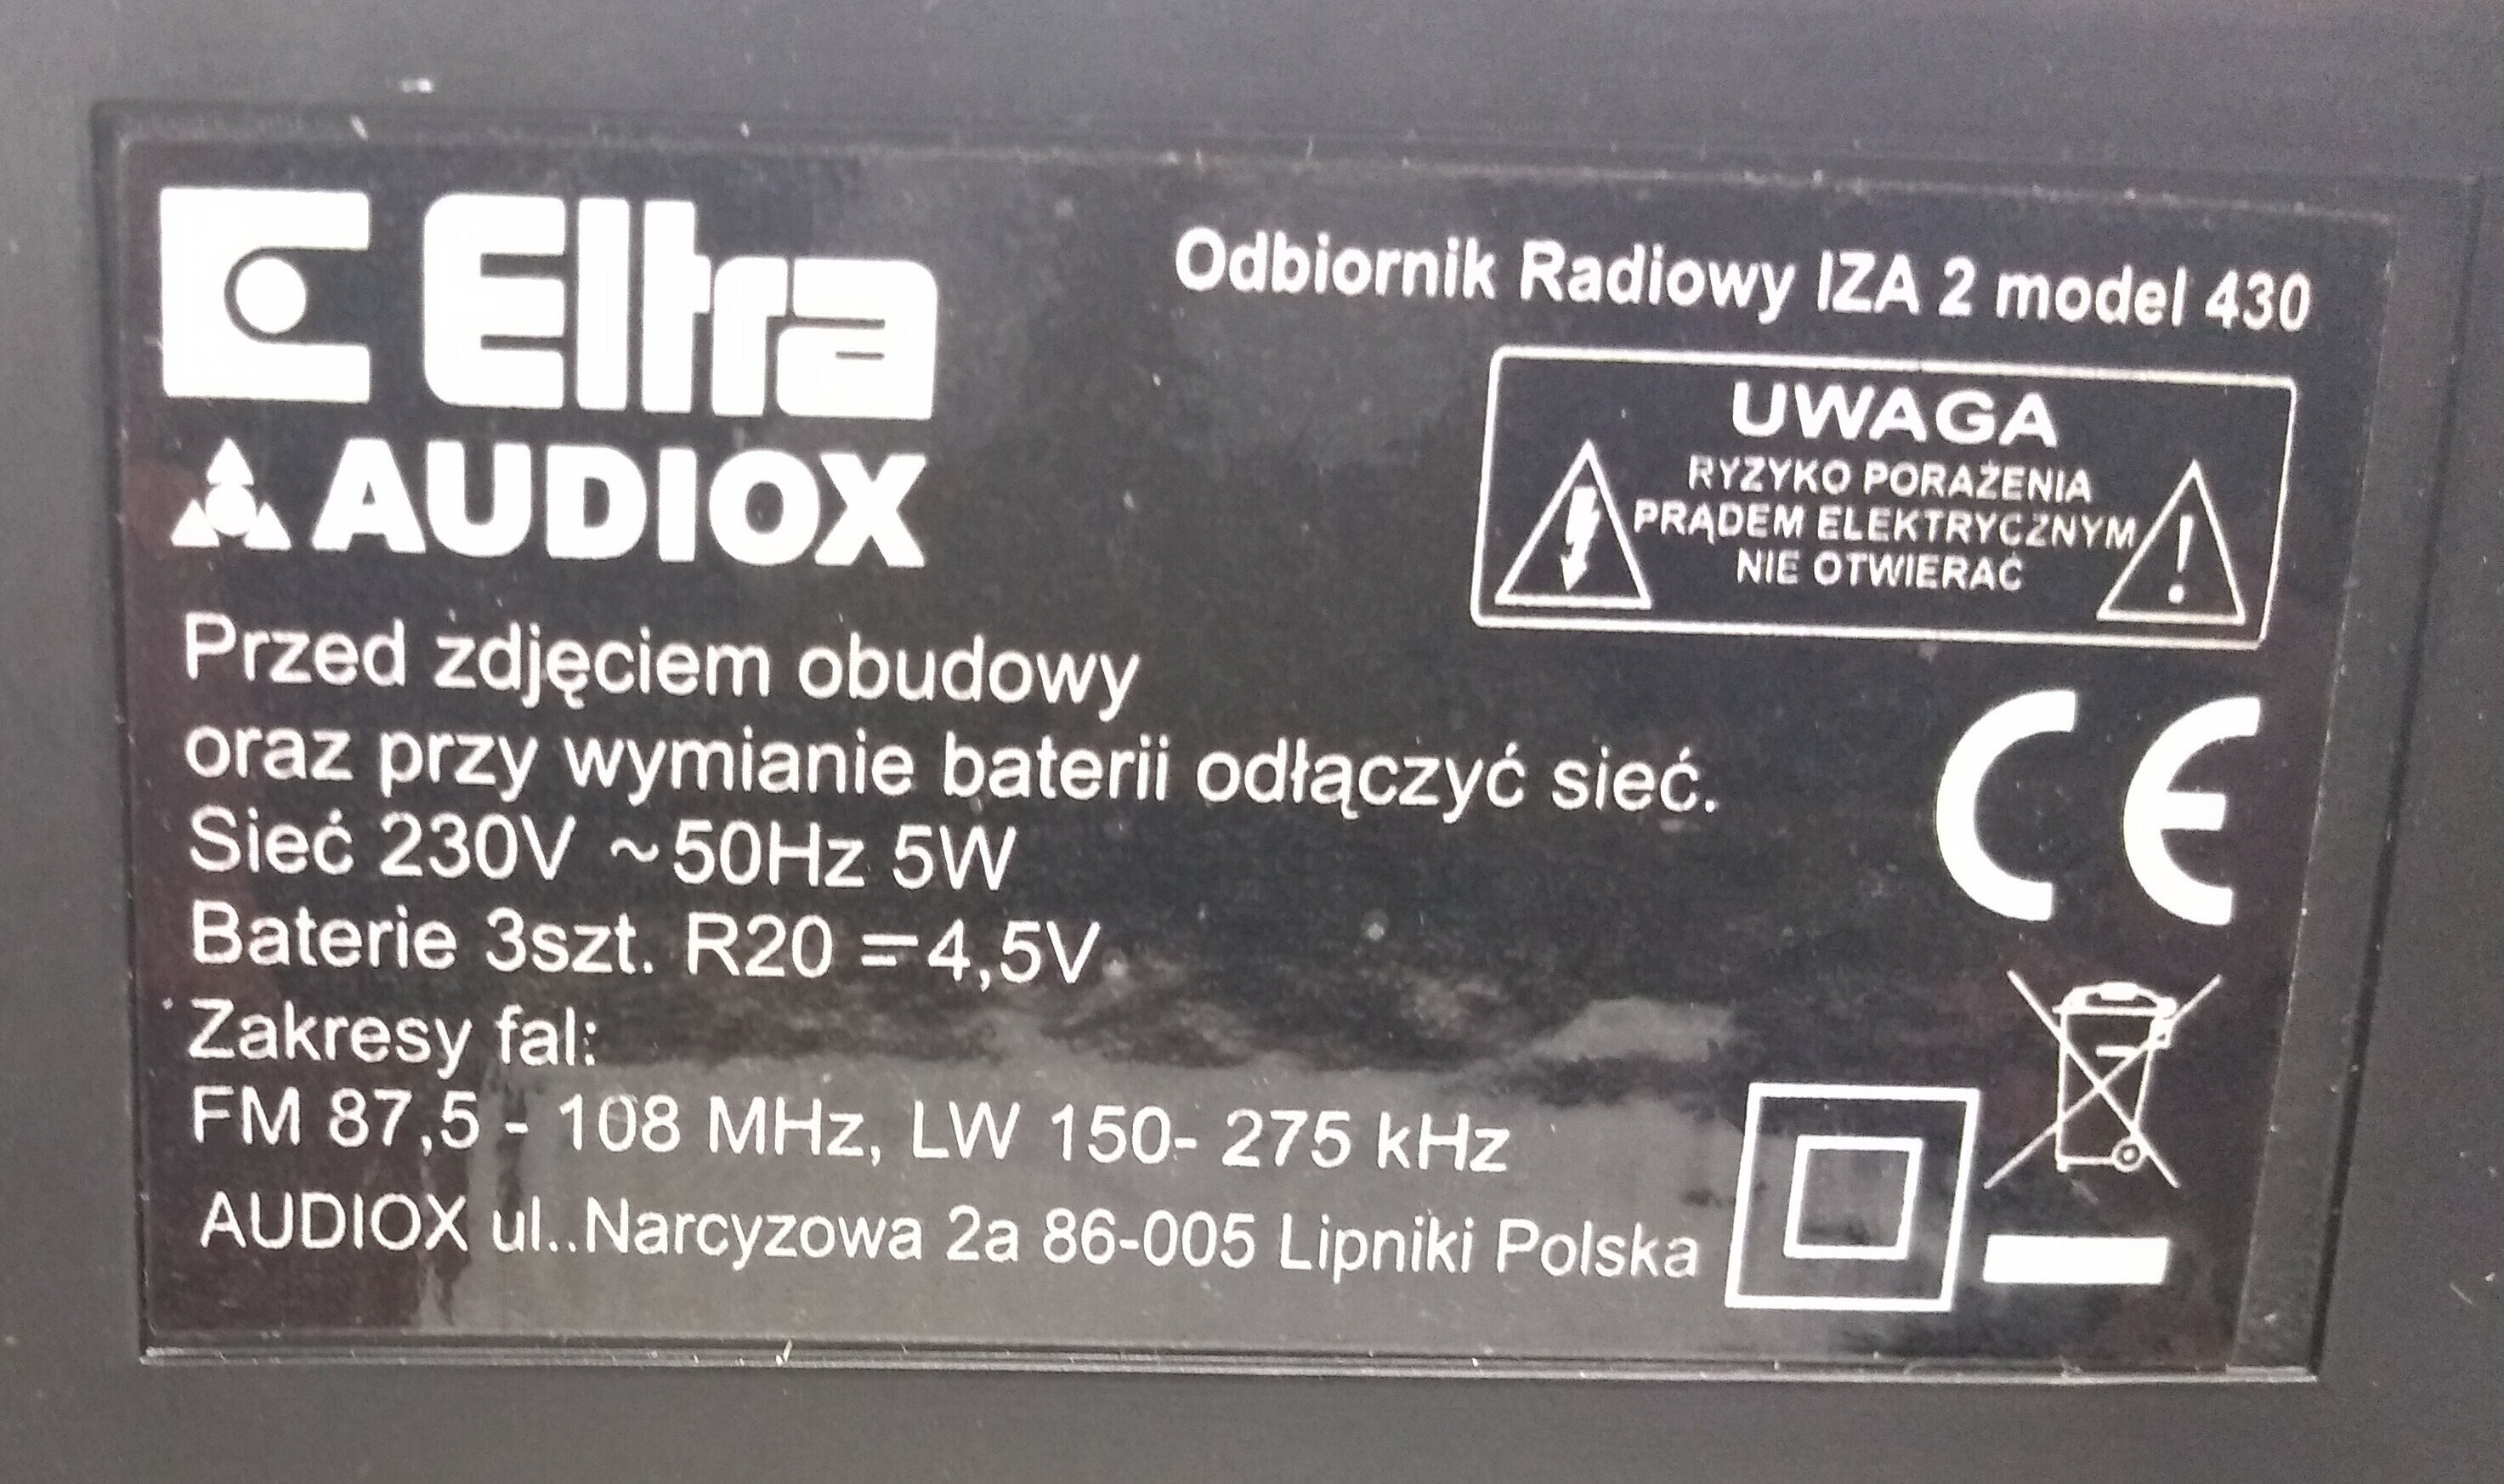 Eltra
AUDIOX
Odbiornik Radiowy IZA 2 model 430
UWAGA
RYZYKO PORAŻENIA
PRĄDEM ELEKTRYCZNYM
NIE OTWIERAĆ
!
Przed zdjęciem obudowy
oraz przy wymianie baterii odłączyć sieć.
Sieć 230V ~50Hz 5W
Baterie 3szt. R20 =4,5V
Zakresy fal:
FM 87,5 - 108 MHz, LW 150- 275 kHz
AUDIOX ul..Narcyzowa 2a 86-005 Lipniki Polska
CE